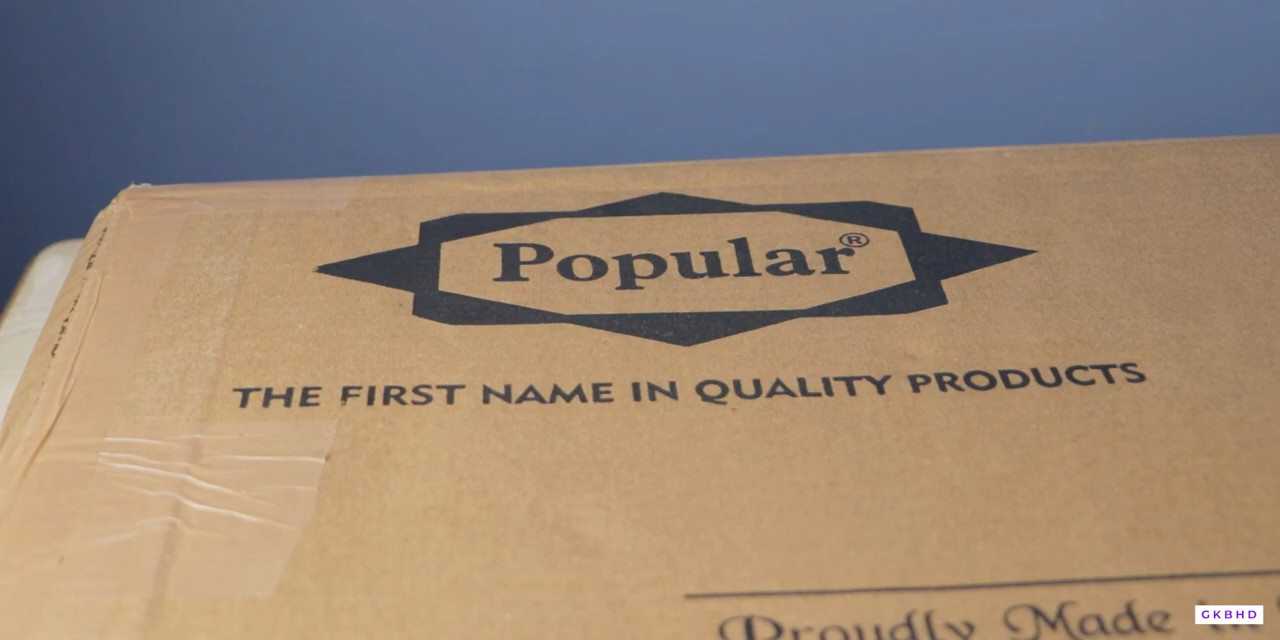 Popular®
THE FIRST NAME IN QUALITY PRODUCTS
Proudly Made in
GKBHD